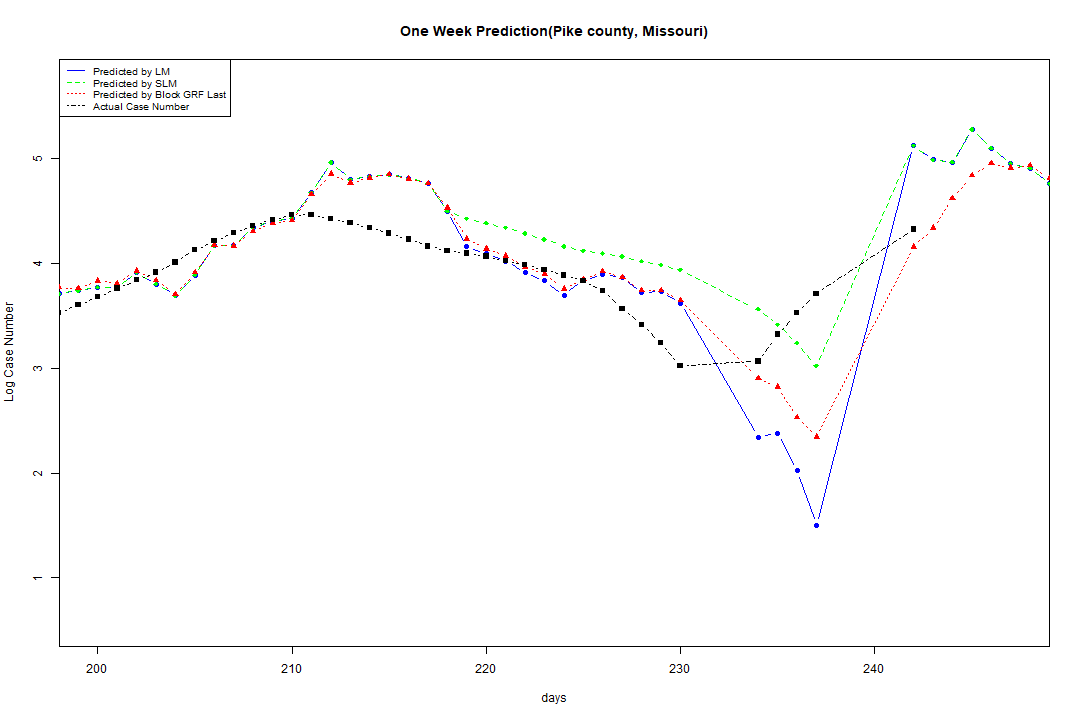 One Week Prediction(Pike county, Missouri)
Predicted by LM
Predicted by SLM
Predicted by Block GRF Last
Actual Case Number
5
4
3
2
1
Log Case Number
200 210 220 230 240
days